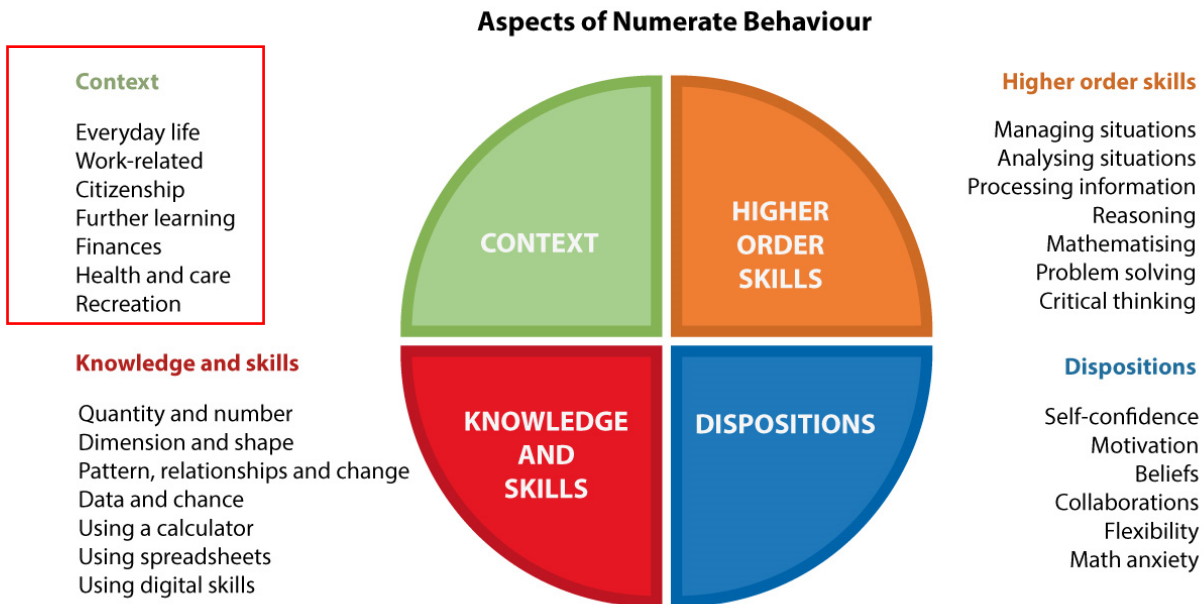 Aspects of Numerate Behaviour
Context
Everyday life
Work-related
Citizenship
Further learning
Finances
Health and care
Recreation
Higher order skills
Managing situations
Analysing situations
Processing information
Reasoning
Mathematising
Problem solving
Critical thinking
CONTEXT
HIGHER
ORDER
SKILLS
KNOWLEDGE
AND
SKILLS
DISPOSITIONS
Knowledge and skills
Quantity and number
Dimension and shape
Pattern, relationships and change
Data and chance
Using a calculator
Using spreadsheets
Using digital skills
Dispositions
Self-confidence
Motivation
Beliefs
Collaborations
Flexibility
Math anxiety